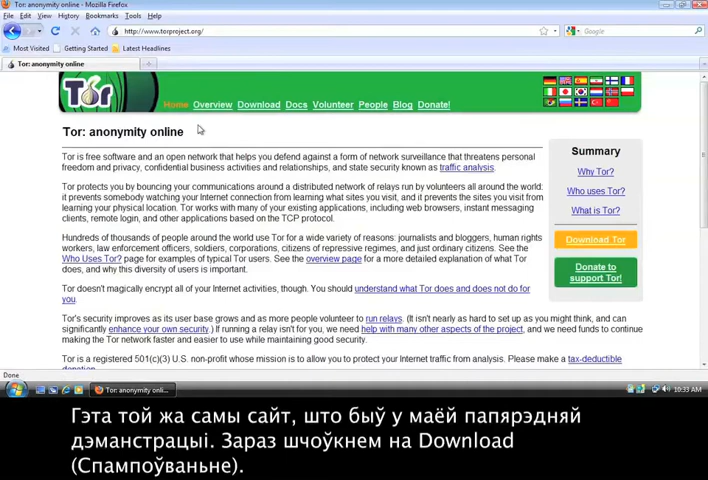 Tor: anonymity online - Mozilla Firefox
File Edit View History Bookmarks Tools Help
http://www.torproject.org/
Google
Most Visited Getting Started Latest Headlines
Tor: anonymity online
Tor
Home Overview Download Docs Volunteer People Blog Donate!
Tor: anonymity online
Tor is free software and an open network that helps you defend against a form of network surveillance that threatens personal
freedom and privacy, confidential business activities and relationships, and state security known as traffic analysis.
Tor protects you by bouncing your communications around a distributed network of relays run by volunteers all around the world:
it prevents somebody watching your Internet connection from learning what sites you visit, and it prevents the sites you visit from
learning your physical location. Tor works with many of your existing applications, including web browsers, instant messaging
clients, remote login, and other applications based on the TCP protocol.
Hundreds of thousands of people around the world use Tor for a wide variety of reasons: journalists and bloggers, human rights
workers, law enforcement officers, soldiers, corporations, citizens of repressive regimes, and just ordinary citizens. See the
Who Uses Tor? page for examples of typical Tor users. See the overview page for a more detailed explanation of what Tor
does, and why this diversity of users is important.
Tor doesn't magically encrypt all of your Internet activities, though. You should understand what Tor does and does not do for
you.
Tor's security improves as its user base grows and as more people volunteer to run relays. (It isn't nearly as hard to set up as you might think, and can
significantly enhance your own security.) If running a relay isn't for you, we need help with many other aspects of the project, and we need funds to continue
making the Tor network faster and easier to use while maintaining good security.
Tor is a registered 501(c)(3) U.S. non-profit whose mission is to allow you to protect your Internet traffic from analysis. Please make a tax-deductible
donation.
Summary
Why Tor?
Who uses Tor?
What is Tor?
Download Tor
Donate to
support Tor!
Done
Tor: anonymity onli...
10:33 AM
Гэта той жа самы сайт, што быў у маёй папярэдняй
дэманстрацыі. Зараз шчоўкнем на Download
(Спампоўваньне).